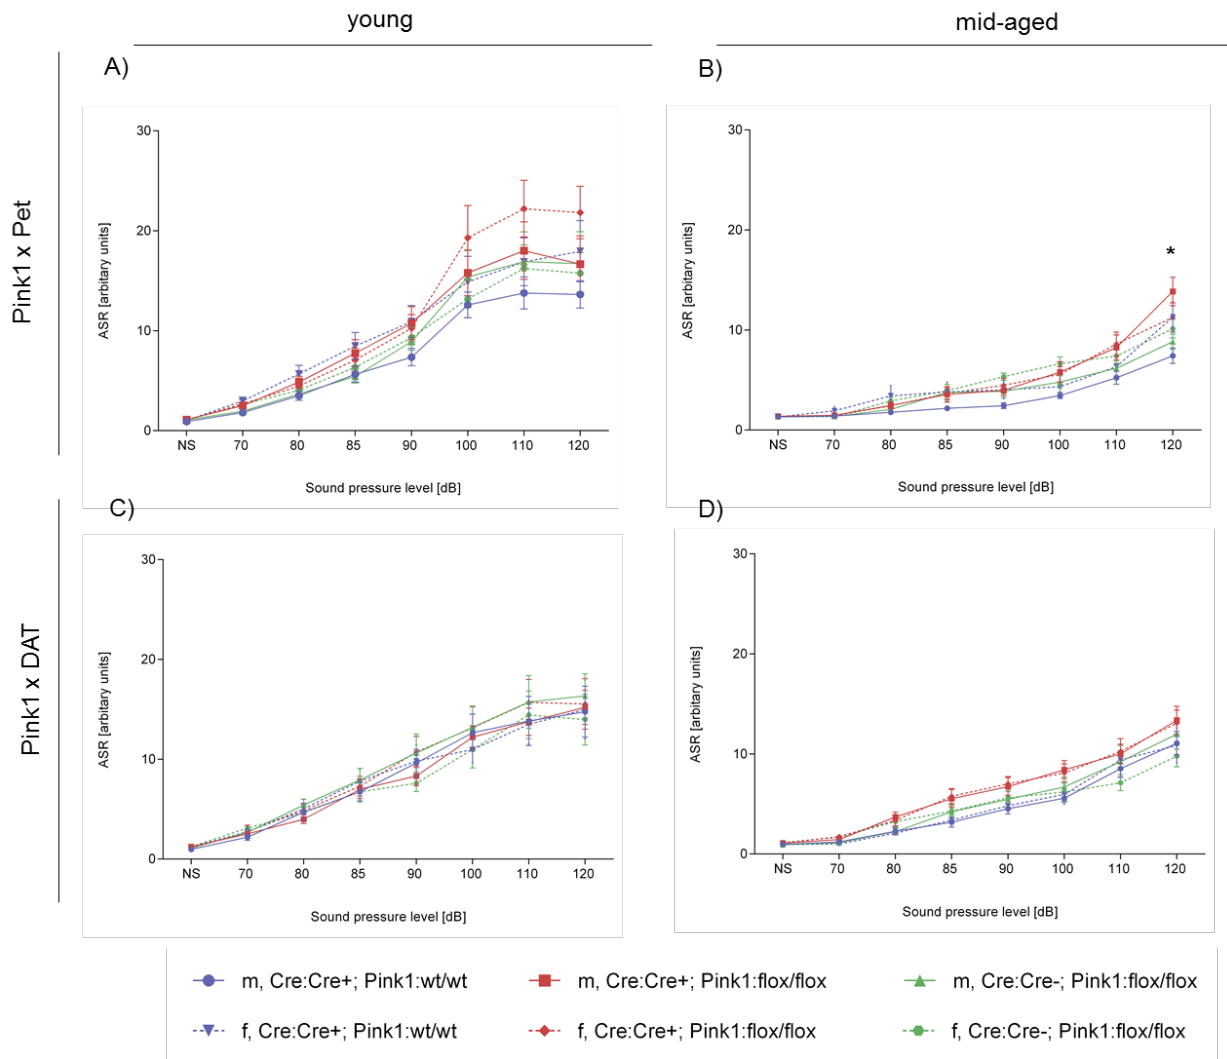 young
mid-aged
Pink1 x Pet
A)
30
20
10
0
ASR [arbitary units]
NS 70 80 85 90 100 110 120
Sound pressure level [dB]
B)
30
20
10
0
ASR [arbitary units]
*
NS 70 80 85 90 100 110 120
Sound pressure level [dB]
Pink1 x DAT
C)
30
20
10
0
ASR [arbitary units]
NS 70 80 85 90 100 110 120
Sound pressure level [dB]
D)
30
20
10
0
ASR [arbitary units]
NS 70 80 85 90 100 110 120
Sound pressure level [dB]
m, Cre:Cre+; Pink1:wt/wt
m, Cre:Cre+; Pink1:flox/flox
m, Cre:Cre-; Pink1:flox/flox
f, Cre:Cre+; Pink1:wt/wt
f, Cre:Cre+; Pink1:flox/flox
f, Cre:Cre-; Pink1:flox/flox